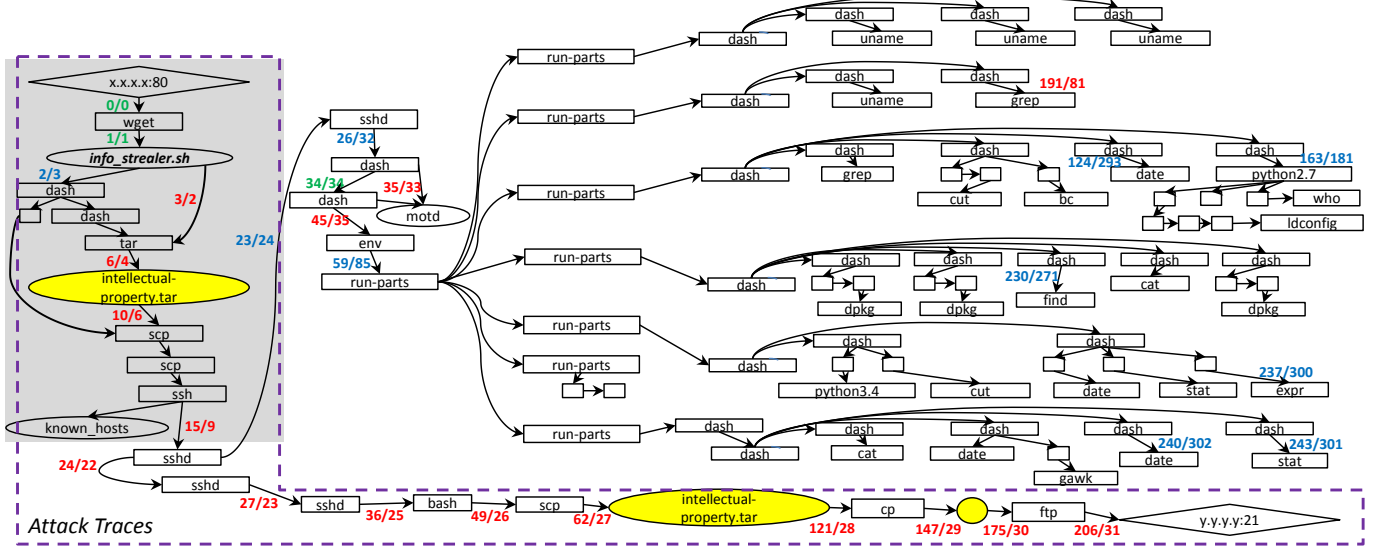 x.x.x.x:80
0/0
wget
1/1
info_strealer.sh
2/3
dash
3/2
dash
tar
6/4
intellectual-
property.tar
10/6
scp
scp
ssh
known_hosts
15/9
sshd
24/22
sshd
23/24
27/23
sshd
26/32
dash
34/34
35/33
dash
motd
45/35
env
59/85
run-parts
run-parts
dash
dash
uname
dash
uname
dash
uname
run-parts
dash
dash
uname
dash
191/81
grep
run-parts
dash
dash
grep
dash
cut
bc
dash
124/293
date
dash
163/181
python2.7
who
ldconfig
run-parts
dash
dash
dpkg
dash
dpkg
dash
230/271
find
dash
cat
dash
dpkg
run-parts
dash
dash
python3.4
cut
dash
date
stat
237/300
expr
run-parts
run-parts
dash
dash
dash
cat
dash
date
gawk
dash
240/302
date
dash
243/301
stat
sshd
36/25
bash
49/26
scp
62/27
intellectual-
property.tar
121/28
cp
147/29
175/30
ftp
206/31
y.y.y.y:21
Attack Traces